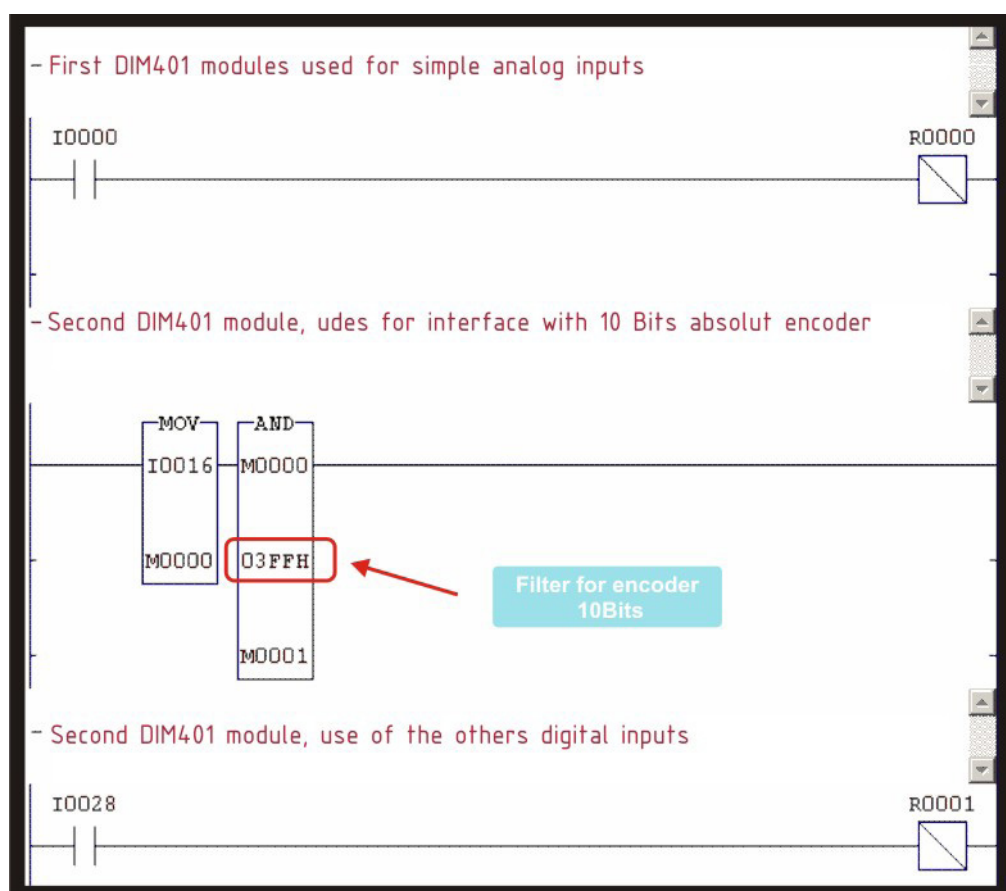 - First DIM401 modules used for simple analog inputs
I0000 R0000
- Second DIM401 module, udes for interface with 10 Bits absolut encoder
MOV AND
I0016 M0000
M0000 03FFH
Filter for encoder
10Bits
M0001
- Second DIM401 module, use of the others digital inputs
I0028 R0001